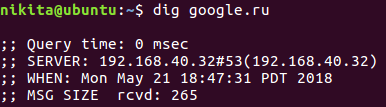 nikita@ubuntu:~$ dig google.ru
;; Query time: 0 msec
;; SERVER: 192.168.40.32#53(192.168.40.32)
;; WHEN: Mon May 21 18:47:31 PDT 2018
;; MSG SIZE  rcvd: 265